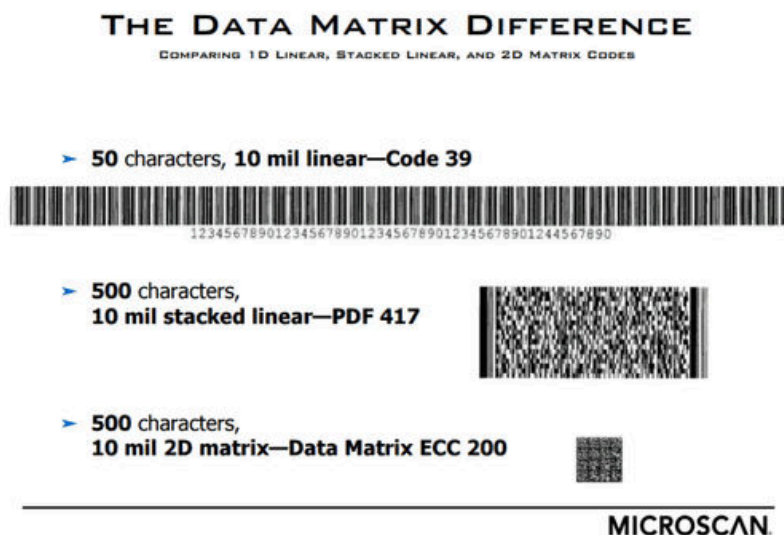 THE DATA MATRIX DIFFERENCE
COMPARING 1D LINEAR, STACKED LINEAR, AND 2D MATRIX CODES
➤ 50 characters, 10 mil linear—Code 39
12345678901234567890123456789012345678901244567890
➤ 500 characters,
10 mil stacked linear—PDF 417
➤ 500 characters,
10 mil 2D matrix—Data Matrix ECC 200
MICROSCAN.